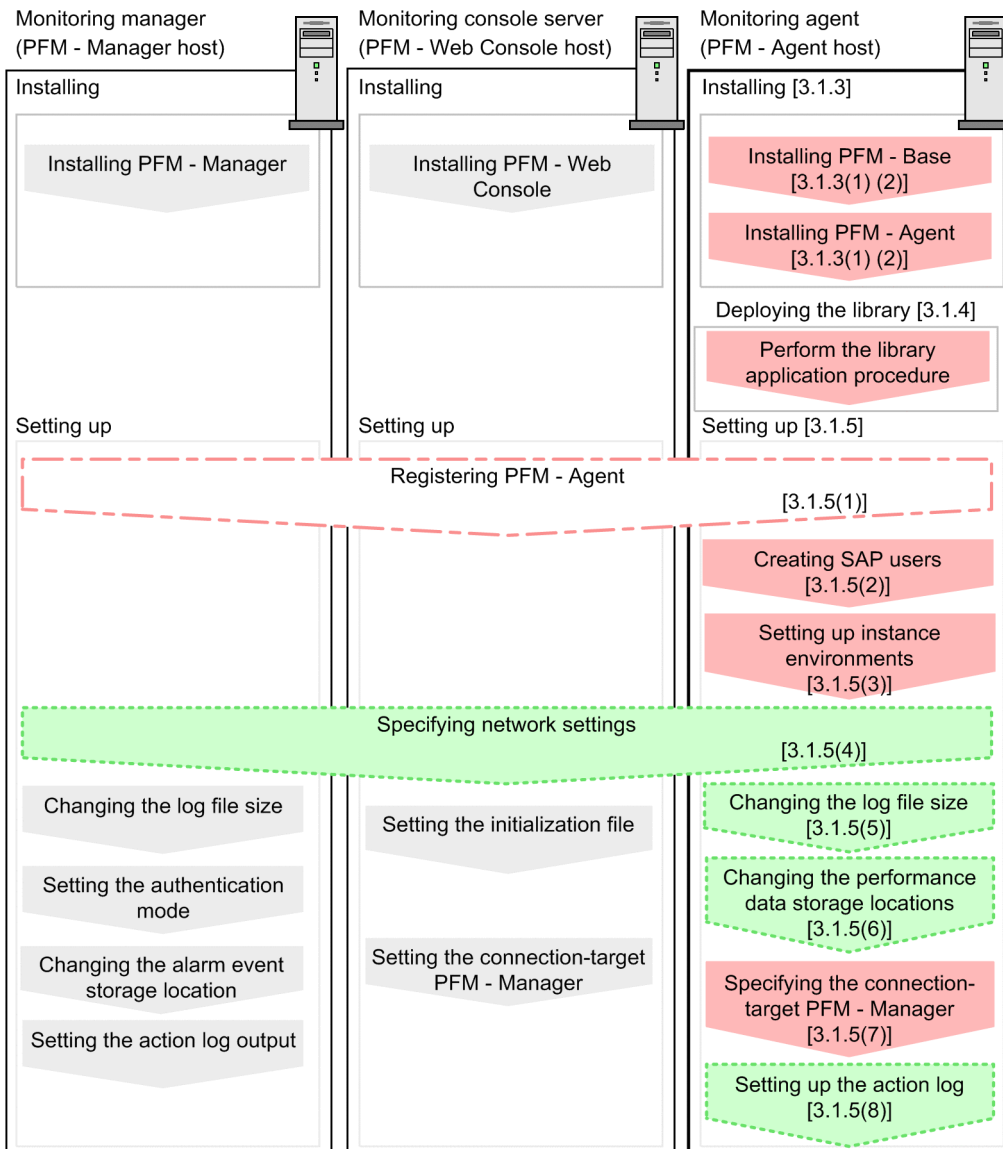 Monitoring manager
(PFM - Manager host)
Monitoring console server
(PFM - Web Console host)
Monitoring agent
(PFM - Agent host)
Installing
Installing
Installing [3.1.3]
Installing PFM - Manager
Installing PFM - Web
Console
Installing PFM - Base
[3.1.3(1) (2)]
Installing PFM - Agent
[3.1.3(1) (2)]
Deploying the library [3.1.4]
Perform the library
application procedure
Setting up
Setting up
Setting up [3.1.5]
Registering PFM - Agent
[3.1.5(1)]
Creating SAP users
[3.1.5(2)]
Setting up instance
environments
[3.1.5(3)]
Specifying network settings
[3.1.5(4)]
Changing the log file size
Setting the authentication
mode
Changing the alarm event
storage location
Setting the action log output
Setting the initialization file
Setting the connection-target
PFM - Manager
Changing the log file size
[3.1.5(5)]
Changing the performance
data storage locations
[3.1.5(6)]
Specifying the connection-
target PFM - Manager
[3.1.5(7)]
Setting up the action log
[3.1.5(8)]